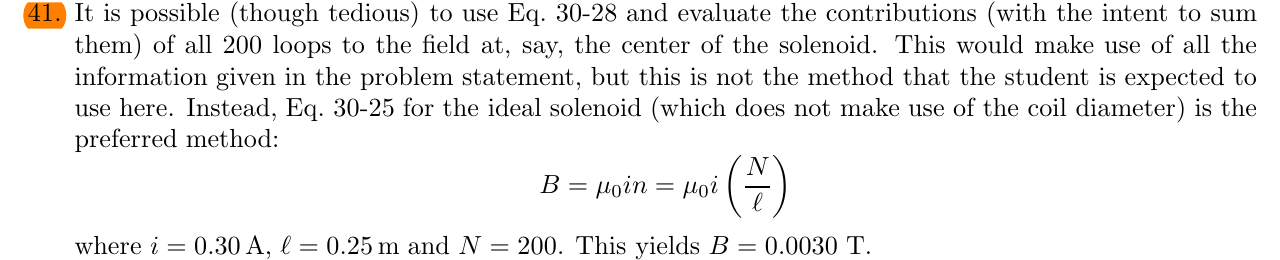 41. It is possible (though tedious) to use Eq. 30-28 and evaluate the contributions (with the intent to sum
them) of all 200 loops to the field at, say, the center of the solenoid. This would make use of all the
information given in the problem statement, but this is not the method that the student is expected to
use here. Instead, Eq. 30-25 for the ideal solenoid (which does not make use of the coil diameter) is the
preferred method:
B = μ₀in = μ₀i (N/ℓ)
where i = 0.30 A, ℓ = 0.25 m and N = 200. This yields B = 0.0030 T.